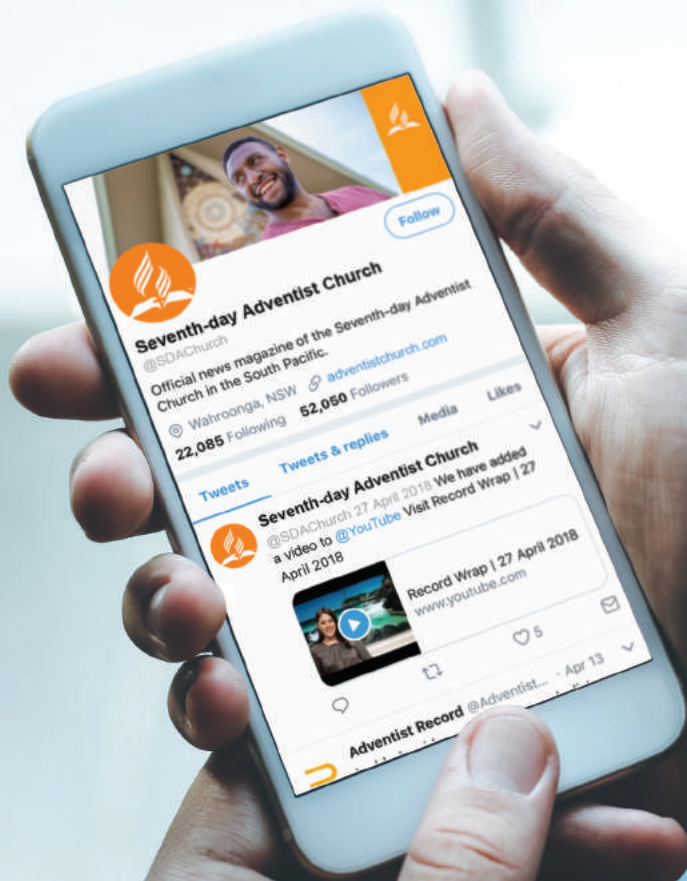 Follow
Seventh-day Adventist Church
@SDAChurch
Official news magazine of the Seventh-day Adventist
Church in the South Pacific.
Wahroonga, NSW adventistchurch.com
22,085 Following 52,050 Followers
Tweets Tweets & replies Media Likes
Seventh-day Adventist Church
@SDAChurch 27 April 2018 We have added
a video to @YouTube Visit Record Wrap | 27
April 2018
Record Wrap | 27 April 2018
www.youtube.com
5
Adventist Record @Adventist... · Apr 13